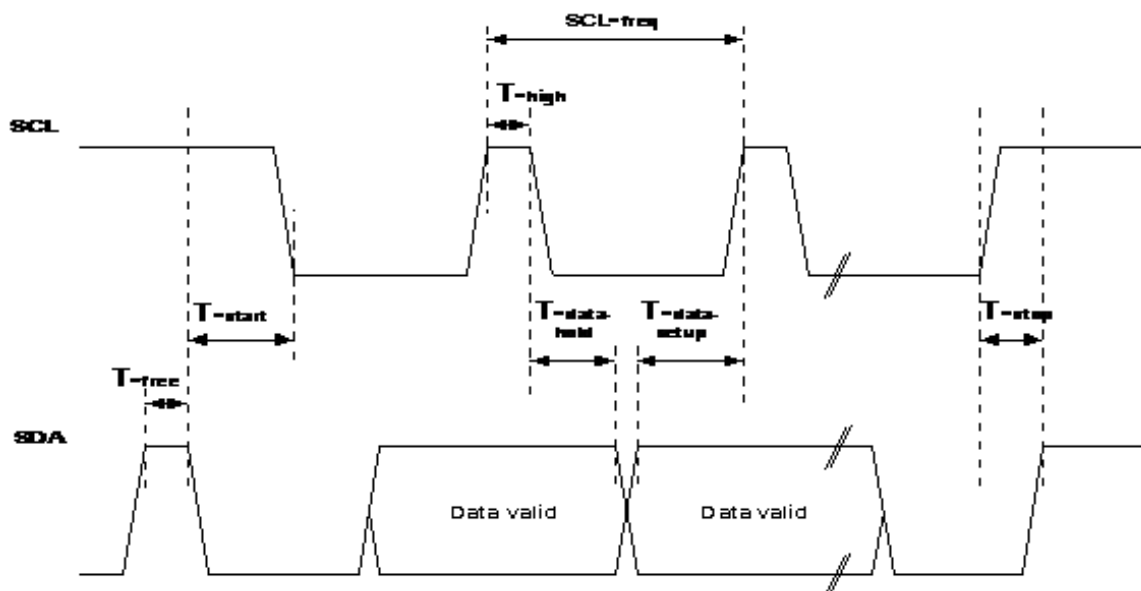 SCL-freq
T-high
SCL
T-start
T-data-
hold
T-data-
setup
T-stop
T-free
SDA
Data valid
Data valid